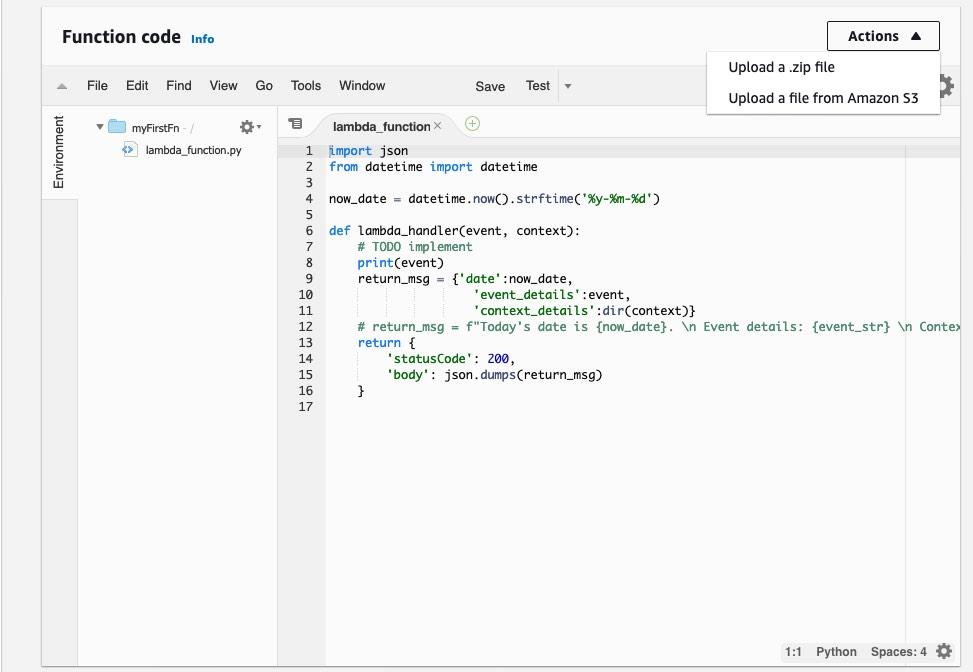 Function code Info
Actions
Upload a .zip file
Upload a file from Amazon S3
File Edit Find View Go Tools Window Save Test
Environment
myFirstFn - /
lambda_function.py
lambda_function
1 import json
2 from datetime import datetime
3
4 now_date = datetime.now().strftime('%y-%m-%d')
5
6 def lambda_handler(event, context):
7     # TODO implement
8     print(event)
9     return_msg = {'date':now_date,
10                     'event_details':event,
11                     'context_details':dir(context)}
12     # return_msg = f"Today's date is {now_date}. \n Event details: {event_str} \n Contex
13     return {
14         'statusCode': 200,
15         'body': json.dumps(return_msg)
16     }
17
1:1 Python Spaces: 4